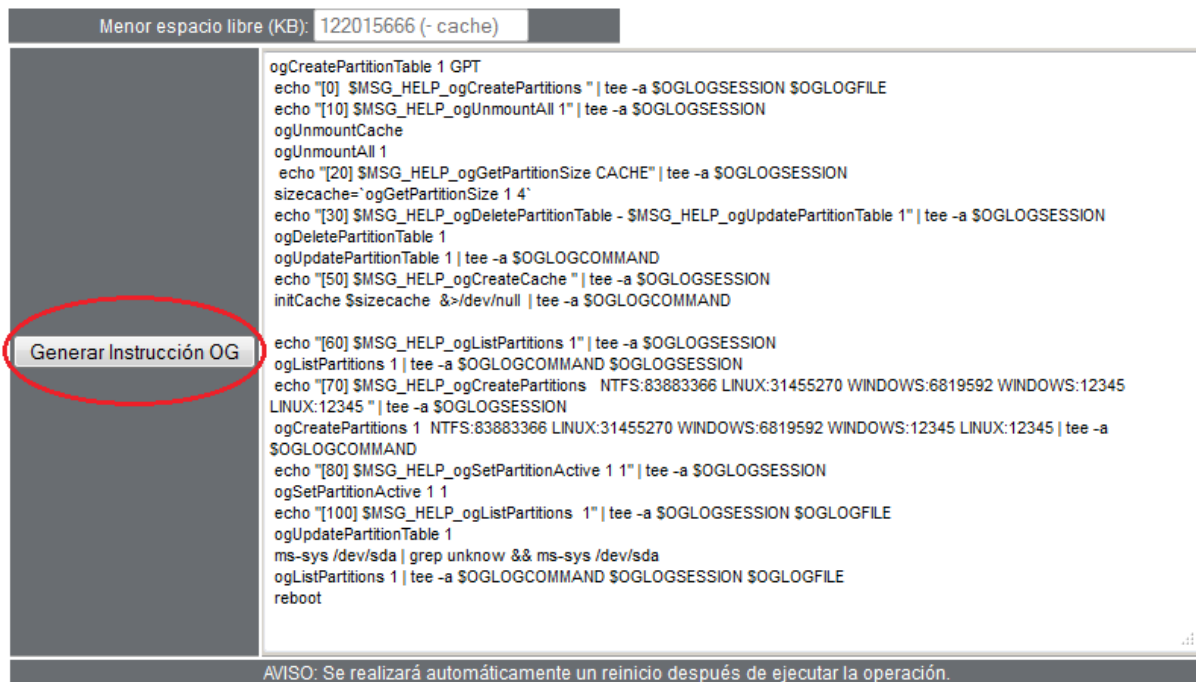 Menor espacio libre (KB): 122015666 (- cache)
ogCreatePartitionTable 1 GPT
echo "[0]  $MSG_HELP_ogCreatePartitions " | tee -a $OGLOGSESSION $OGLOGFILE
echo "[10] $MSG_HELP_ogUnmountAll 1" | tee -a $OGLOGSESSION
ogUnmountCache
ogUnmountAll 1
echo "[20] $MSG_HELP_ogGetPartitionSize CACHE" | tee -a $OGLOGSESSION
sizecache=`ogGetPartitionSize 1 4`
echo "[30] $MSG_HELP_ogDeletePartitionTable - $MSG_HELP_ogUpdatePartitionTable 1" | tee -a $OGLOGSESSION
ogDeletePartitionTable 1
ogUpdatePartitionTable 1 | tee -a $OGLOGCOMMAND
echo "[50] $MSG_HELP_ogCreateCache " | tee -a $OGLOGSESSION
initCache $sizecache  &>/dev/null  | tee -a $OGLOGCOMMAND
echo "[60] $MSG_HELP_ogListPartitions 1" | tee -a $OGLOGSESSION
Generar Instrucción OG
ogListPartitions 1 | tee -a $OGLOGCOMMAND $OGLOGSESSION
echo "[70] $MSG_HELP_ogCreatePartitions   NTFS:83883366 LINUX:31455270 WINDOWS:6819592 WINDOWS:12345
LINUX:12345 " | tee -a $OGLOGSESSION
ogCreatePartitions 1  NTFS:83883366 LINUX:31455270 WINDOWS:6819592 WINDOWS:12345 LINUX:12345 | tee -a
$OGLOGCOMMAND
echo "[80] $MSG_HELP_ogSetPartitionActive 1 1" | tee -a $OGLOGSESSION
ogSetPartitionActive 1 1
echo "[100] $MSG_HELP_ogListPartitions  1" | tee -a $OGLOGSESSION $OGLOGFILE
ogUpdatePartitionTable 1
ms-sys /dev/sda | grep unknow && ms-sys /dev/sda
ogListPartitions 1 | tee -a $OGLOGCOMMAND $OGLOGSESSION $OGLOGFILE
reboot
AVISO: Se realizará automáticamente un reinicio después de ejecutar la operación.